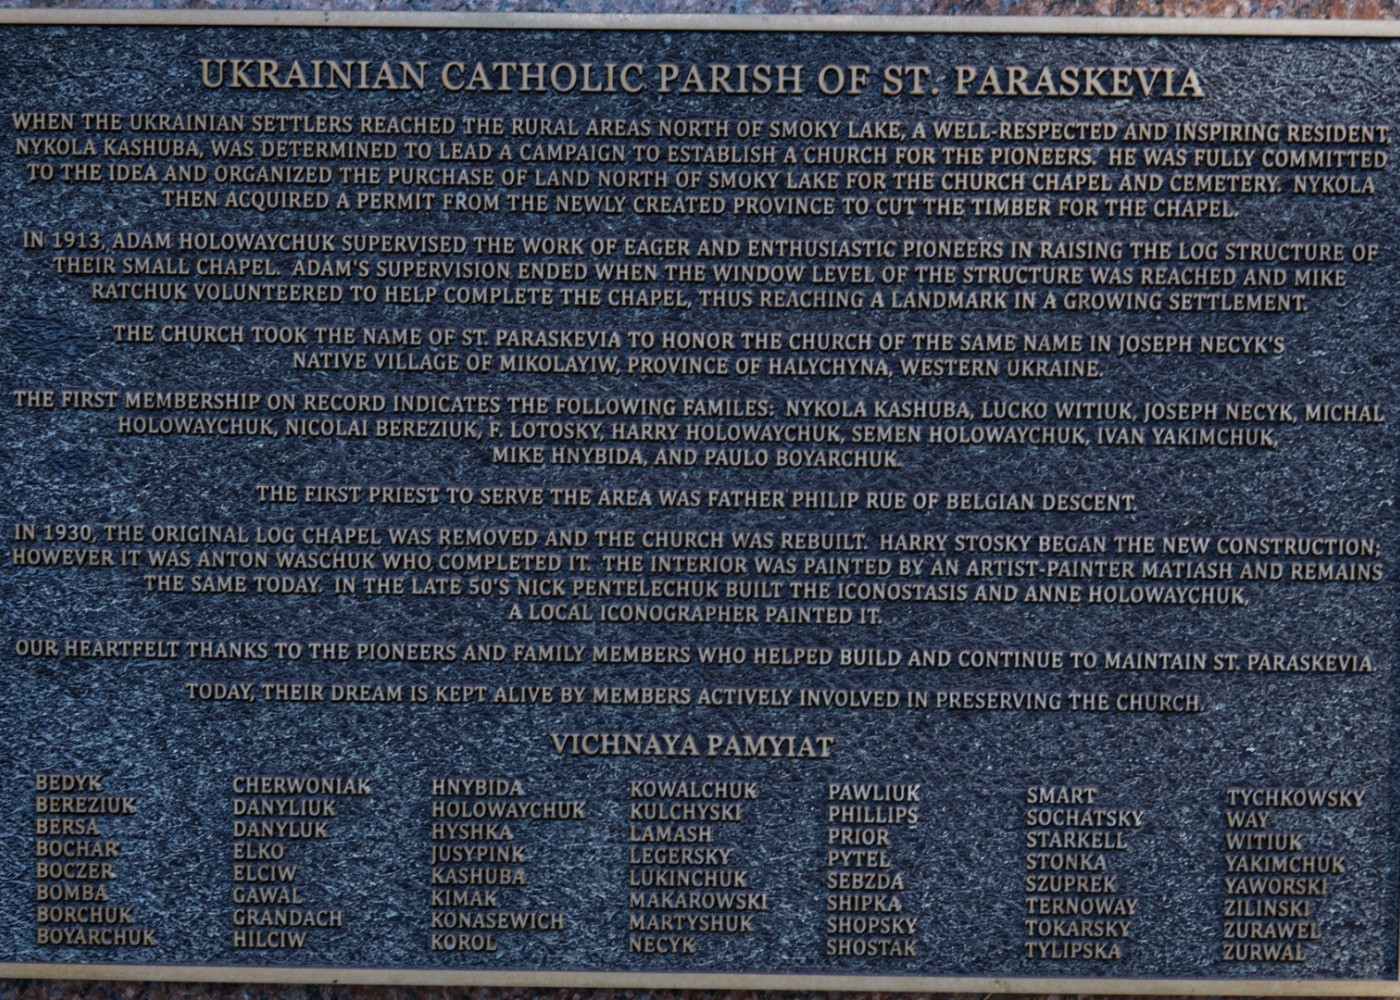 UKRAINIAN CATHOLIC PARISH OF ST. PARASKEVIA
WHEN THE UKRAINIAN SETTLERS REACHED THE RURAL AREAS NORTH OF SMOKY LAKE, A WELL-RESPECTED AND INSPIRING RESIDENT,
NYKOLA KASHUBA, WAS DETERMINED TO LEAD A CAMPAIGN TO ESTABLISH A CHURCH FOR THE PIONEERS. HE WAS FULLY COMMITTED
TO THE IDEA AND ORGANIZED THE PURCHASE OF LAND NORTH OF SMOKY LAKE FOR THE CHURCH CHAPEL AND CEMETERY. NYKOLA
THEN ACQUIRED A PERMIT FROM THE NEWLY CREATED PROVINCE TO CUT THE TIMBER FOR THE CHAPEL.
IN 1913, ADAM HOLOWAYCHUK SUPERVISED THE WORK OF EAGER AND ENTHUSIASTIC PIONEERS IN RAISING THE LOG STRUCTURE OF
THEIR SMALL CHAPEL. ADAM'S SUPERVISION ENDED WHEN THE WINDOW LEVEL OF THE STRUCTURE WAS REACHED AND MIKE
RATCHUK VOLUNTEERED TO HELP COMPLETE THE CHAPEL, THUS REACHING A LANDMARK IN A GROWING SETTLEMENT.
THE CHURCH TOOK THE NAME OF ST. PARASKEVIA TO HONOR THE CHURCH OF THE SAME NAME IN JOSEPH NECYK'S
NATIVE VILLAGE OF MIKOLAYIW, PROVINCE OF HALYCHYNA, WESTERN UKRAINE.
THE FIRST MEMBERSHIP ON RECORD INDICATES THE FOLLOWING FAMILES: NYKOLA KASHUBA, LUCKO WITIUK, JOSEPH NECYK, MICHAL
HOLOWAYCHUK, NICOLAI BEREZIUK, F. LOTOSKY, HARRY HOLOWAYCHUK, SEMEN HOLOWAYCHUK, IVAN YAKIMCHUK,
MIKE HNYBIDA, AND PAULO BOYARCHUK.
THE FIRST PRIEST TO SERVE THE AREA WAS FATHER PHILIP RUE OF BELGIAN DESCENT.
IN 1930, THE ORIGINAL LOG CHAPEL WAS REMOVED AND THE CHURCH WAS REBUILT. HARRY STOSKY BEGAN THE NEW CONSTRUCTION;
HOWEVER IT WAS ANTON WASCHUK WHO COMPLETED IT. THE INTERIOR WAS PAINTED BY AN ARTIST-PAINTER MATIASH AND REMAINS
THE SAME TODAY. IN THE LATE 50'S NICK PENTELECHUK BUILT THE ICONOSTASIS AND ANNE HOLOWAYCHUK,
A LOCAL ICONOGRAPHER PAINTED IT.
OUR HEARTFELT THANKS TO THE PIONEERS AND FAMILY MEMBERS WHO HELPED BUILD AND CONTINUE TO MAINTAIN ST. PARASKEVIA.
TODAY, THEIR DREAM IS KEPT ALIVE BY MEMBERS ACTIVELY INVOLVED IN PRESERVING THE CHURCH.
VICHNAYA PAMYIAT
BEDYK
BEREZIUK
BERSA
BOCHAR
BOCZER
BOMBA
BORCHUK
BOYARCHUK
CHERWONIAK
DANYLIUK
DANYLUK
ELKO
ELCIW
GAWAL
GRANDACH
HILCIW
HNYBIDA
HOLOWAYCHUK
HYSHKA
JUSYPINK
KASHUBA
KIMAK
KONASEWICH
KOROL
KOWALCHUK
KULCHYSKI
LAMASH
LEGERSKY
LUKINCHUK
MAKAROWSKI
MARTYSHUK
NECYK
PAWLIUK
PHILLIPS
PRIOR
PYTEL
SEBZDA
SHIPKA
SHOPSKY
SHOSTAK
SMART
SOCHATSKY
STARKELL
STONKA
SZUPREK
TERNOWAY
TOKARSKY
TYLIPSKA
TYCHKOWSKY
WAY
WITIUK
YAKIMCHUK
YAWORSKI
ZILINSKI
ZURAWEL
ZURWAL